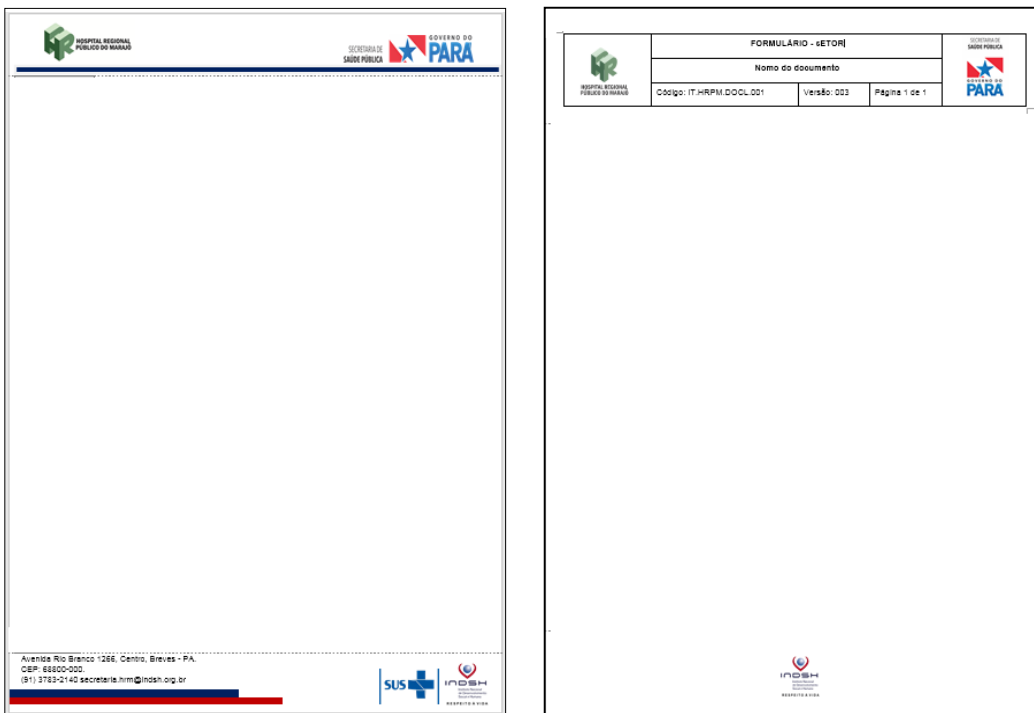 HOSPITAL REGIONAL
PÚBLICO DO MARAJÓ
SECRETARIA DE
SAÚDE PÚBLICA
GOVERNO DO
PARÁ
Avenida Rio Branco 1266, Centro, Breves - PA.
CEP: 68800-000.
(91) 3783-2140 secretaria.hrm@indsh.org.br
SUS
INDSH
RESPEITO À VIDA
HOSPITAL REGIONAL
PÚBLICO DO MARAJÓ
FORMULÁRIO - sETOR
Nomo do documento
Código: IT.HRPM.DOCL.001
Versão: 003
Página 1 de 1
SECRETARIA DE
SAÚDE PÚBLICA
GOVERNO DO
PARÁ
INDSH
RESPEITO À VIDA